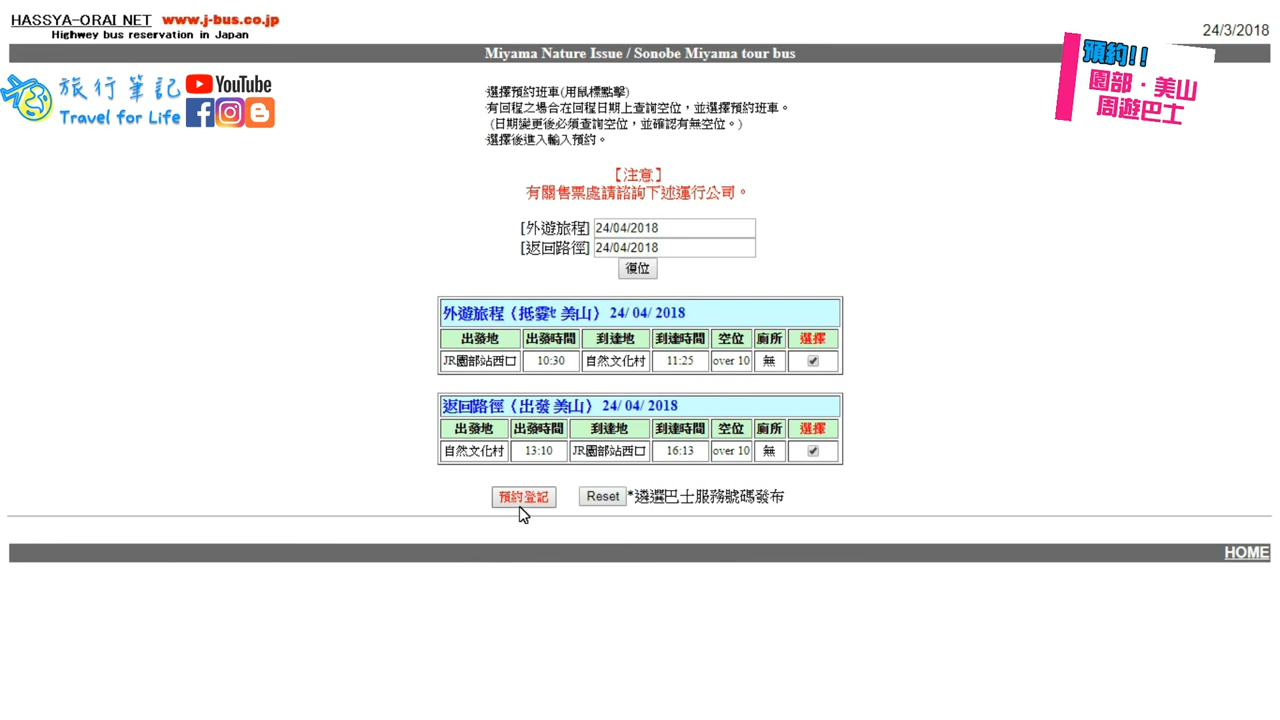 HASSYA-ORAI NET www.j-bus.co.jp
Highwey bus reservation in Japan
24/3/2018
Miyama Nature Issue / Sonobe Miyama tour bus
預約!!
園部·美山
周遊巴士
旅行筆記 YouTube
Travel for Life
選擇預約班車(用鼠標點擊)
有回程之場合在回程日期上查詢空位，並選擇預約班車。
(日期變更後必須查詢空位，並確認有無空位。)
選擇後進入輸入預約。
【注意】
有關售票處請諮詢下述運行公司。
[外遊旅程] 24/04/2018
[返回路徑] 24/04/2018
復位
外遊旅程〈抵霎ｾ 美山〉 24/ 04/ 2018
出發地 出發時間 到達地 到達時間 空位 廁所 選擇
JR園部站西口 10:30 自然文化村 11:25 over 10 無
返回路徑〈出發 美山〉 24/ 04/ 2018
出發地 出發時間 到達地 到達時間 空位 廁所 選擇
自然文化村 13:10 JR園部站西口 16:13 over 10 無
預約登記 Reset *遴選巴士服務號碼發布
HOME